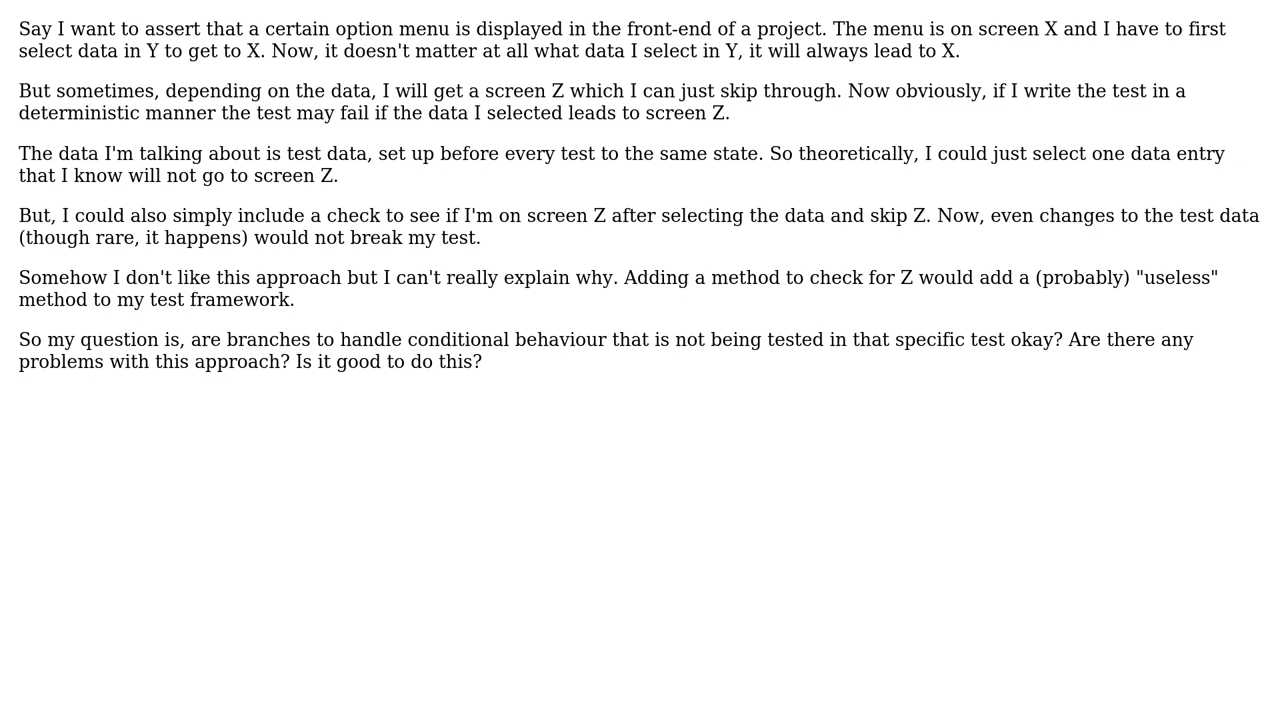 Say I want to assert that a certain option menu is displayed in the front-end of a project. The menu is on screen X and I have to first
select data in Y to get to X. Now, it doesn't matter at all what data I select in Y, it will always lead to X.
But sometimes, depending on the data, I will get a screen Z which I can just skip through. Now obviously, if I write the test in a
deterministic manner the test may fail if the data I selected leads to screen Z.
The data I'm talking about is test data, set up before every test to the same state. So theoretically, I could just select one data entry
that I know will not go to screen Z.
But, I could also simply include a check to see if I'm on screen Z after selecting the data and skip Z. Now, even changes to the test data
(though rare, it happens) would not break my test.
Somehow I don't like this approach but I can't really explain why. Adding a method to check for Z would add a (probably) "useless"
method to my test framework.
So my question is, are branches to handle conditional behaviour that is not being tested in that specific test okay? Are there any
problems with this approach? Is it good to do this?